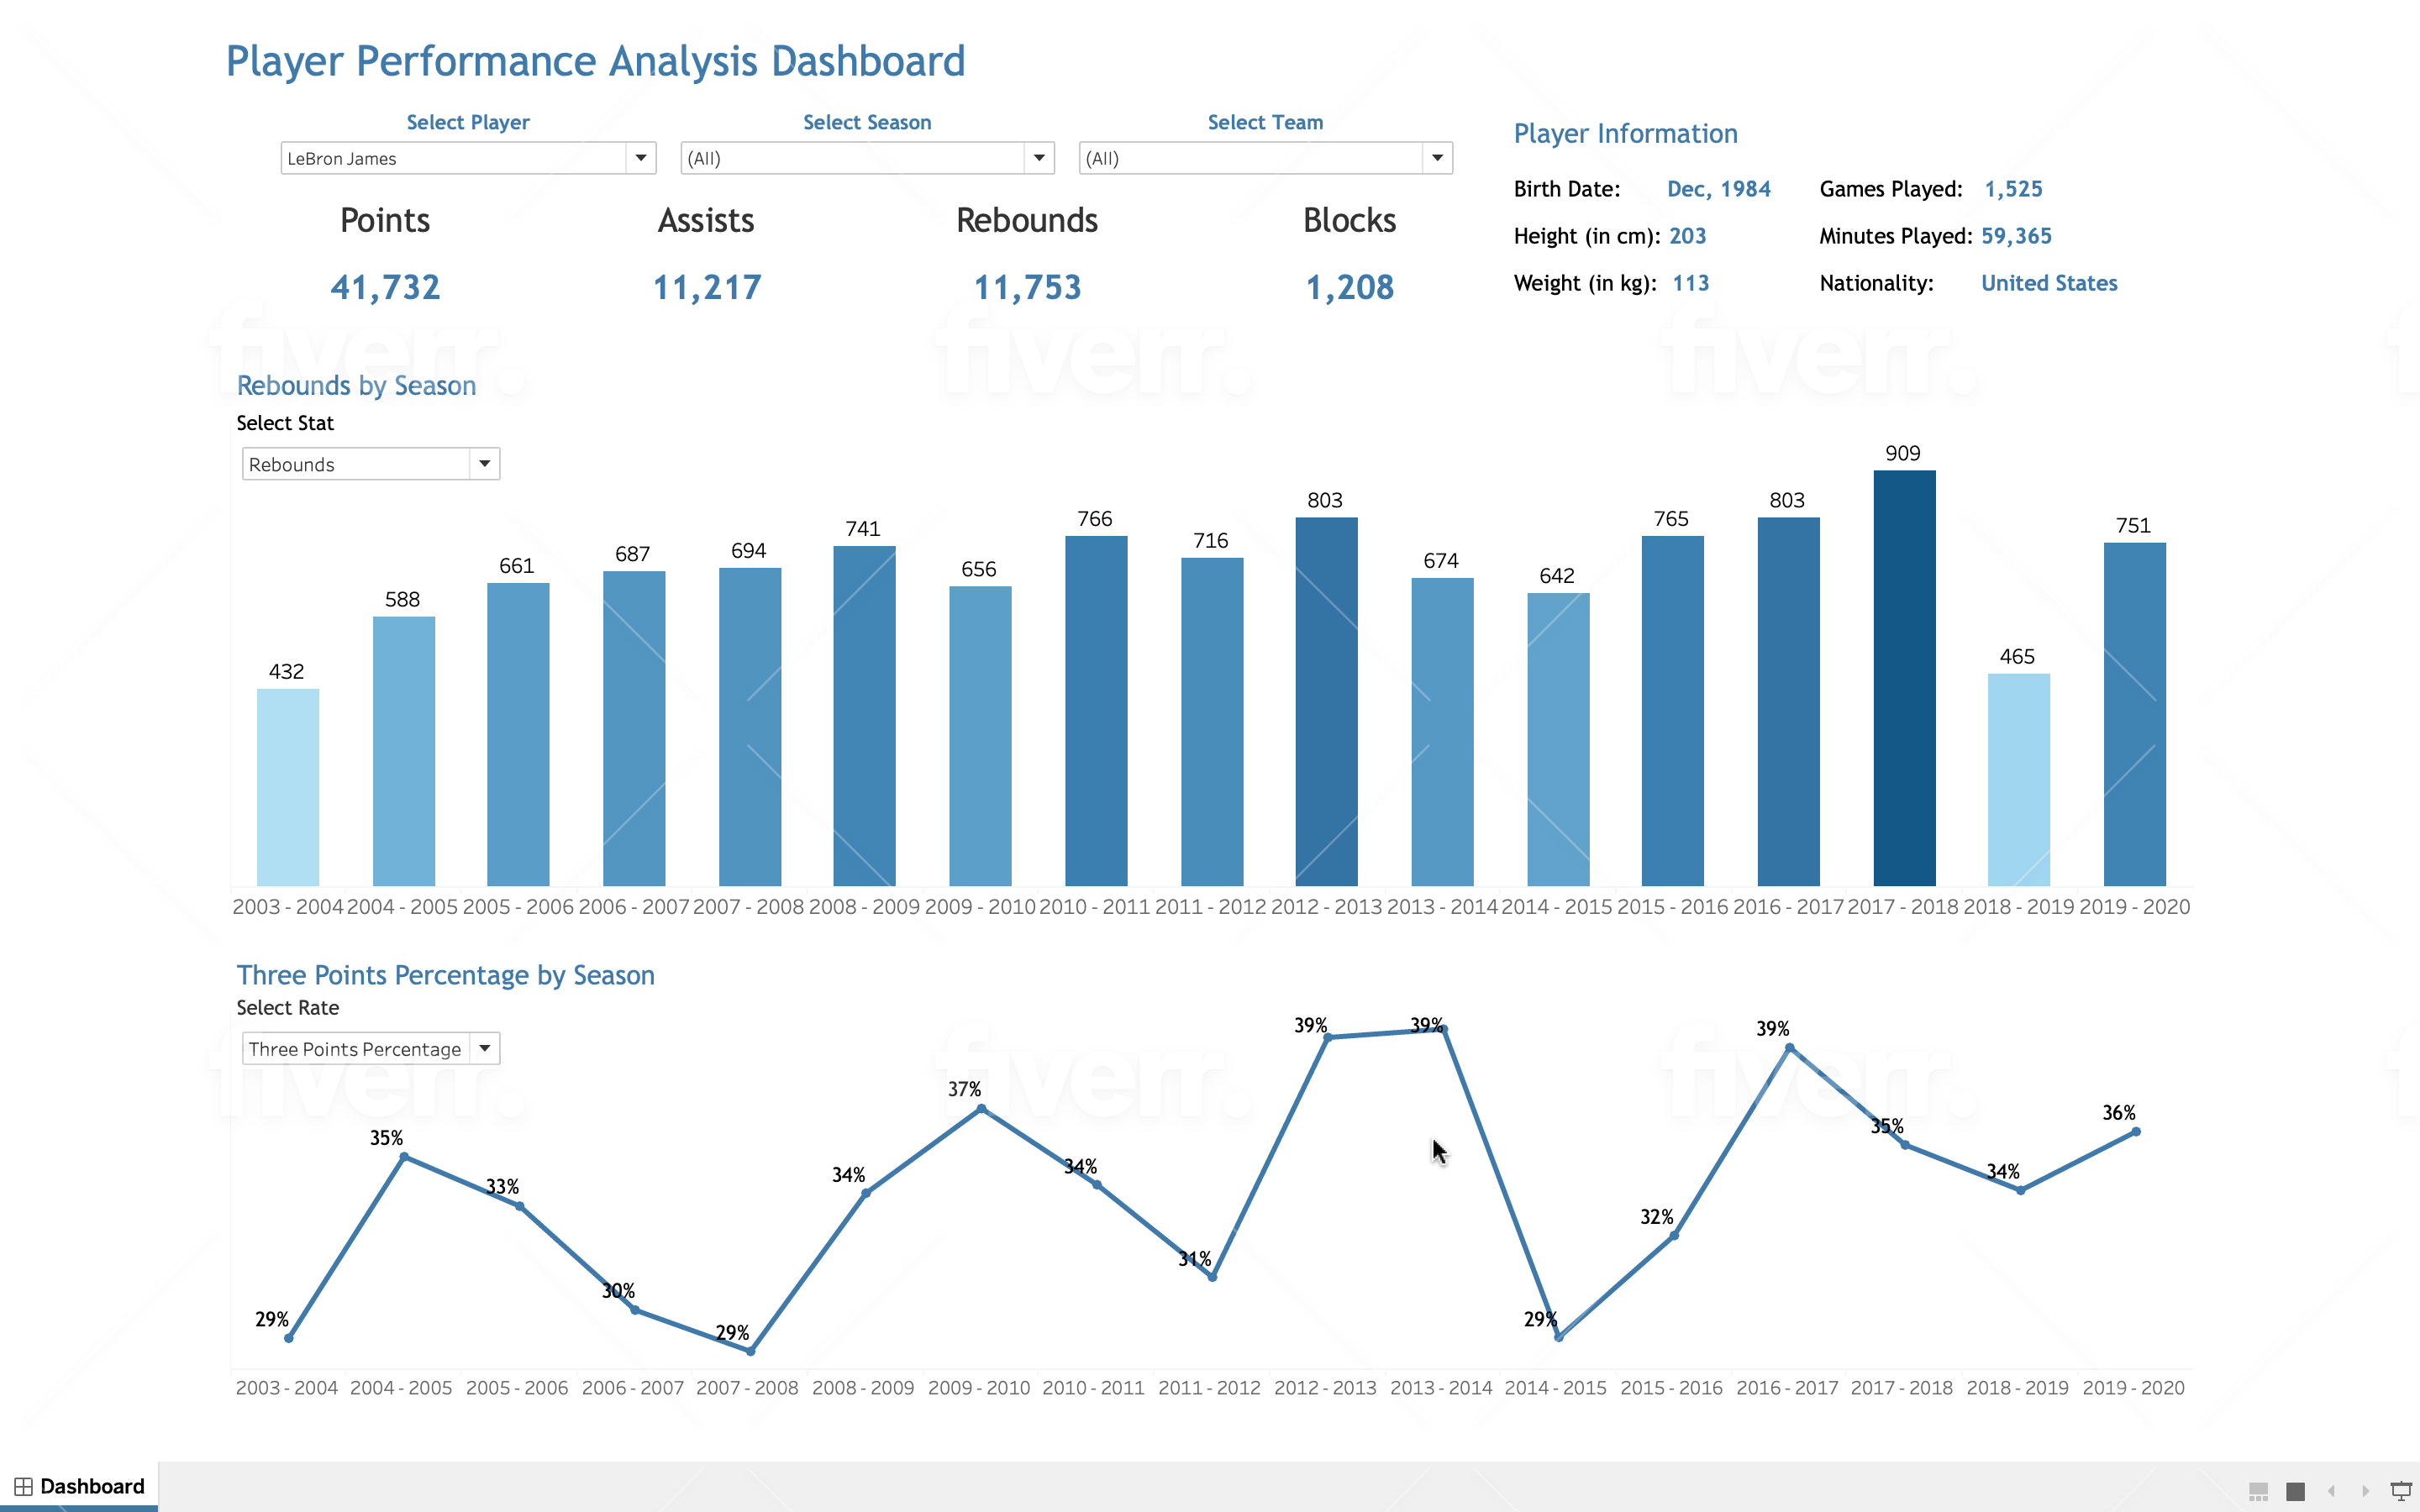 Player Performance Analysis Dashboard
Select Player Select Season Select Team
LeBron James (All) (All)
Points Assists Rebounds Blocks
41,732 11,217 11,753 1,208
Player Information
Birth Date: Dec, 1984 Games Played: 1,525
Height (in cm): 203 Minutes Played: 59,365
Weight (in kg): 113 Nationality: United States
fiverr. fiverr. fiverr.
Rebounds by Season
Select Stat
Rebounds
432 588 661 687 694 741 656 766 716 803 674 642 765 803 909 465 751
2003 - 2004 2004 - 2005 2005 - 2006 2006 - 2007 2007 - 2008 2008 - 2009 2009 - 2010 2010 - 2011 2011 - 2012 2012 - 2013 2013 - 2014 2014 - 2015 2015 - 2016 2016 - 2017 2017 - 2018 2018 - 2019 2019 - 2020
Three Points Percentage by Season
Select Rate
Three Points Percentage
fiverr. fiverr. fiverr.
29% 35% 33% 30% 29% 34% 37% 34% 31% 39% 39% 29% 32% 39% 35% 34% 36%
2003 - 2004 2004 - 2005 2005 - 2006 2006 - 2007 2007 - 2008 2008 - 2009 2009 - 2010 2010 - 2011 2011 - 2012 2012 - 2013 2013 - 2014 2014 - 2015 2015 - 2016 2016 - 2017 2017 - 2018 2018 - 2019 2019 - 2020
Dashboard